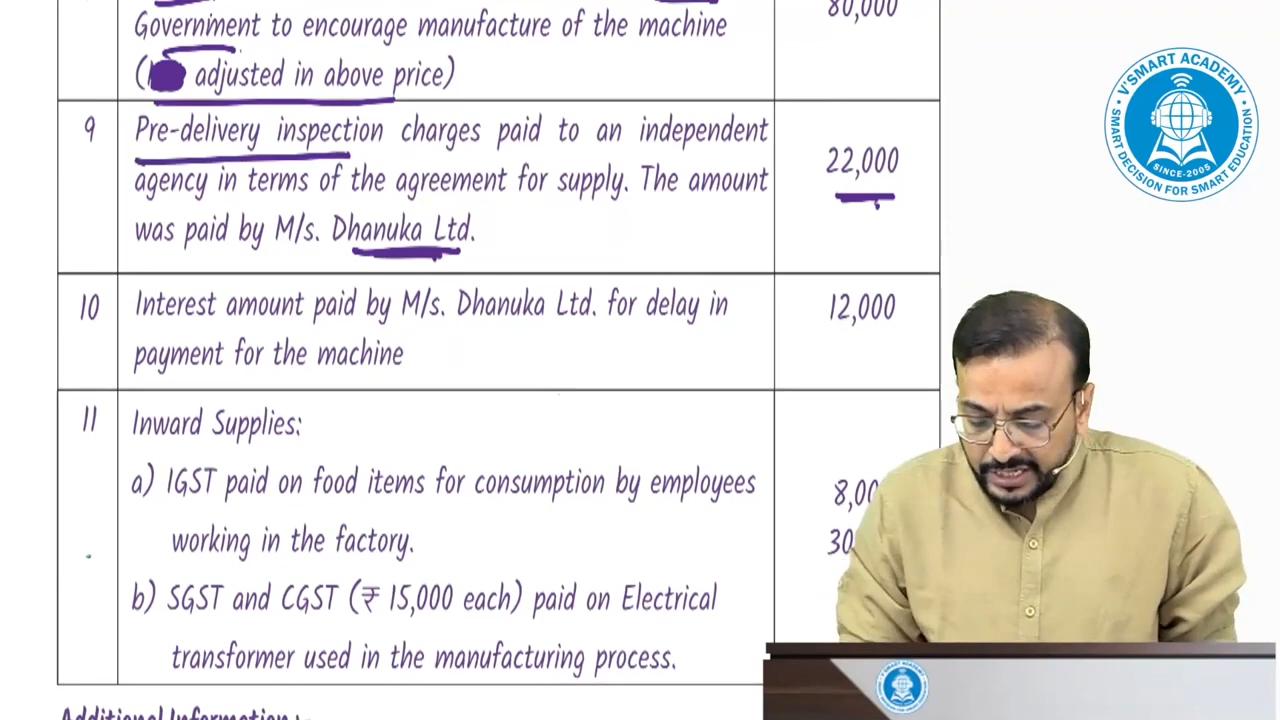 Government to encourage manufacture of the machine
80,000
( adjusted in above price)
9
Pre-delivery inspection charges paid to an independent
agency in terms of the agreement for supply. The amount
was paid by M/s. Dhanuka Ltd.
22,000
10
Interest amount paid by M/s. Dhanuka Ltd. for delay in
payment for the machine
12,000
11
Inward Supplies:
a) IGST paid on food items for consumption by employees
working in the factory.
b) SGST and CGST (₹ 15,000 each) paid on Electrical
transformer used in the manufacturing process.
Additional Information :-
V'SMART ACADEMY
SINCE-2005
SMART DECISION FOR SMART EDUCATION